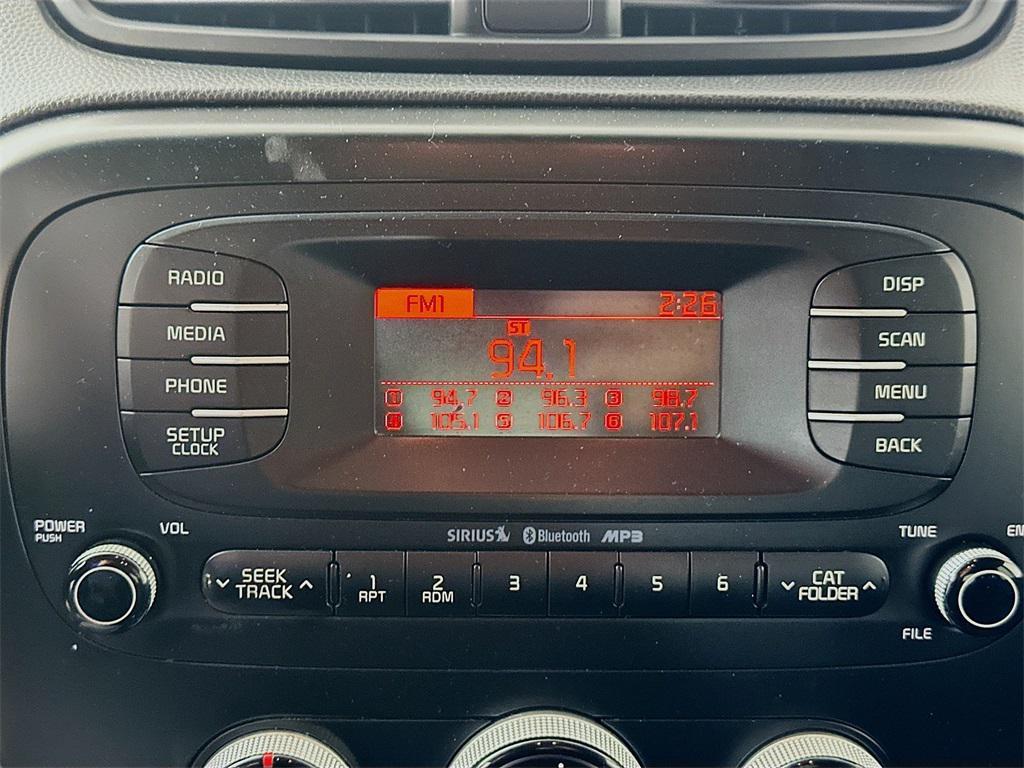 RADIO
MEDIA
PHONE
SETUP
CLOCK
FM1 2:26
ST
94.1
1 94.7 2 96.3 3 98.7
4 105.1 5 106.7 6 107.1
DISP
SCAN
MENU
BACK
POWER
PUSH
VOL
SIRIUS Bluetooth MP3
TUNE
SEEK
TRACK
1
RPT
2
RDM
3
4
5
6
CAT
FOLDER
FILE